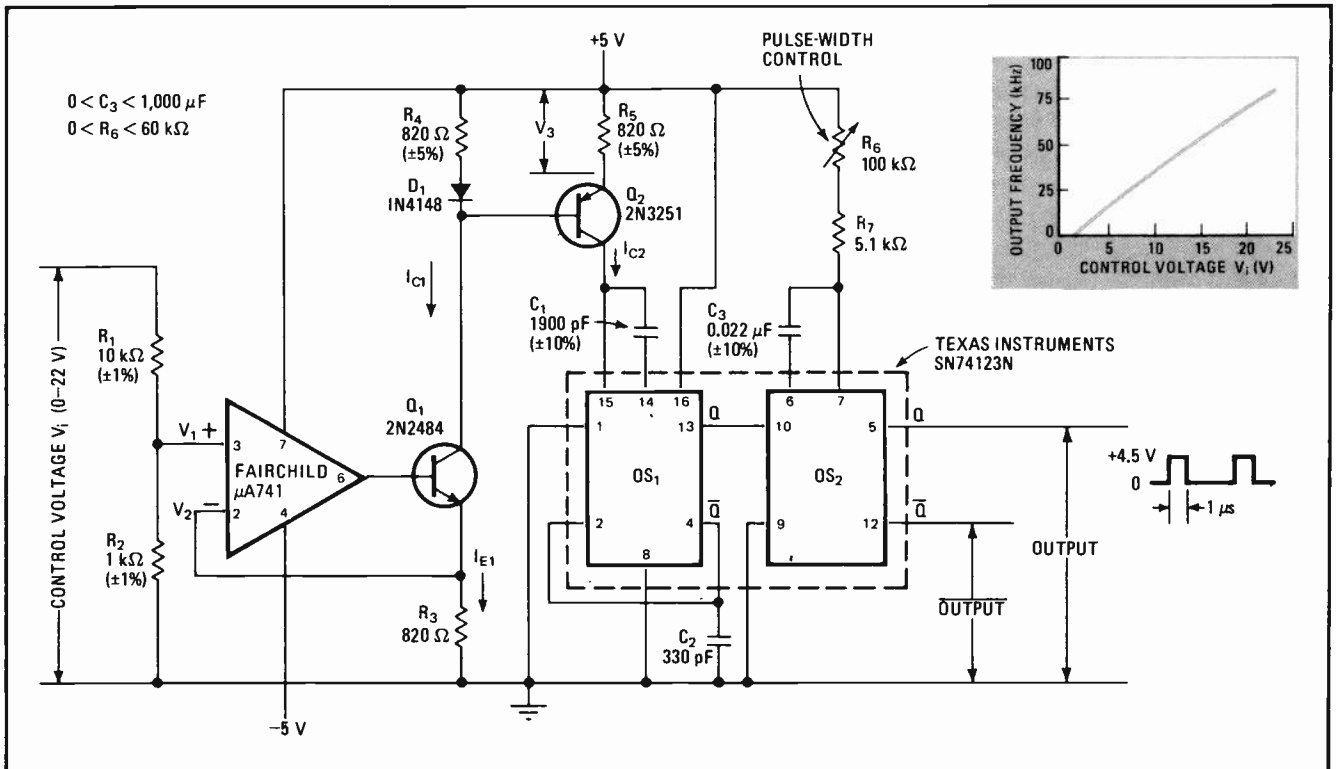 0 < C3 < 1,000 µF
0 < R6 < 60 kΩ
+5 V
PULSE-WIDTH
CONTROL
R4
820 Ω
(±5%)
V3
R5
820 Ω
(±5%)
R6
100 kΩ
D1
IN4148
Q2
2N3251
R7
5.1 kΩ
IC2
IC1
C1
1900 pF
(±10%)
C3
0.022 µF
(±10%)
TEXAS INSTRUMENTS
SN74123N
OUTPUT FREQUENCY (kHz)
100
75
50
25
0
0 5 10 15 20 25
CONTROL VOLTAGE Vi (V)
CONTROL VOLTAGE Vi (0–22 V)
R1
10 kΩ
(±1%)
R2
1 kΩ
(±1%)
V1 +
V2 −
3
2
7
4
6
FAIRCHILD
µA741
Q1
2N2484
IE1
R3
820 Ω
−5 V
15 14 16
1
13
Q
OS1
2
4
Q̅
8
C2
330 pF
6 7
10
5
Q
OS2
9
12
Q̅
OUTPUT
O̅U̅T̅P̅U̅T̅
+4.5 V
0
1 µs